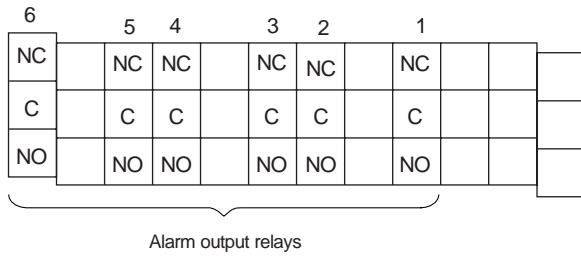 6 5 4 3 2 1
NC NC NC NC NC NC
C C C C C C
NO NO NO NO NO NO
Alarm output relays